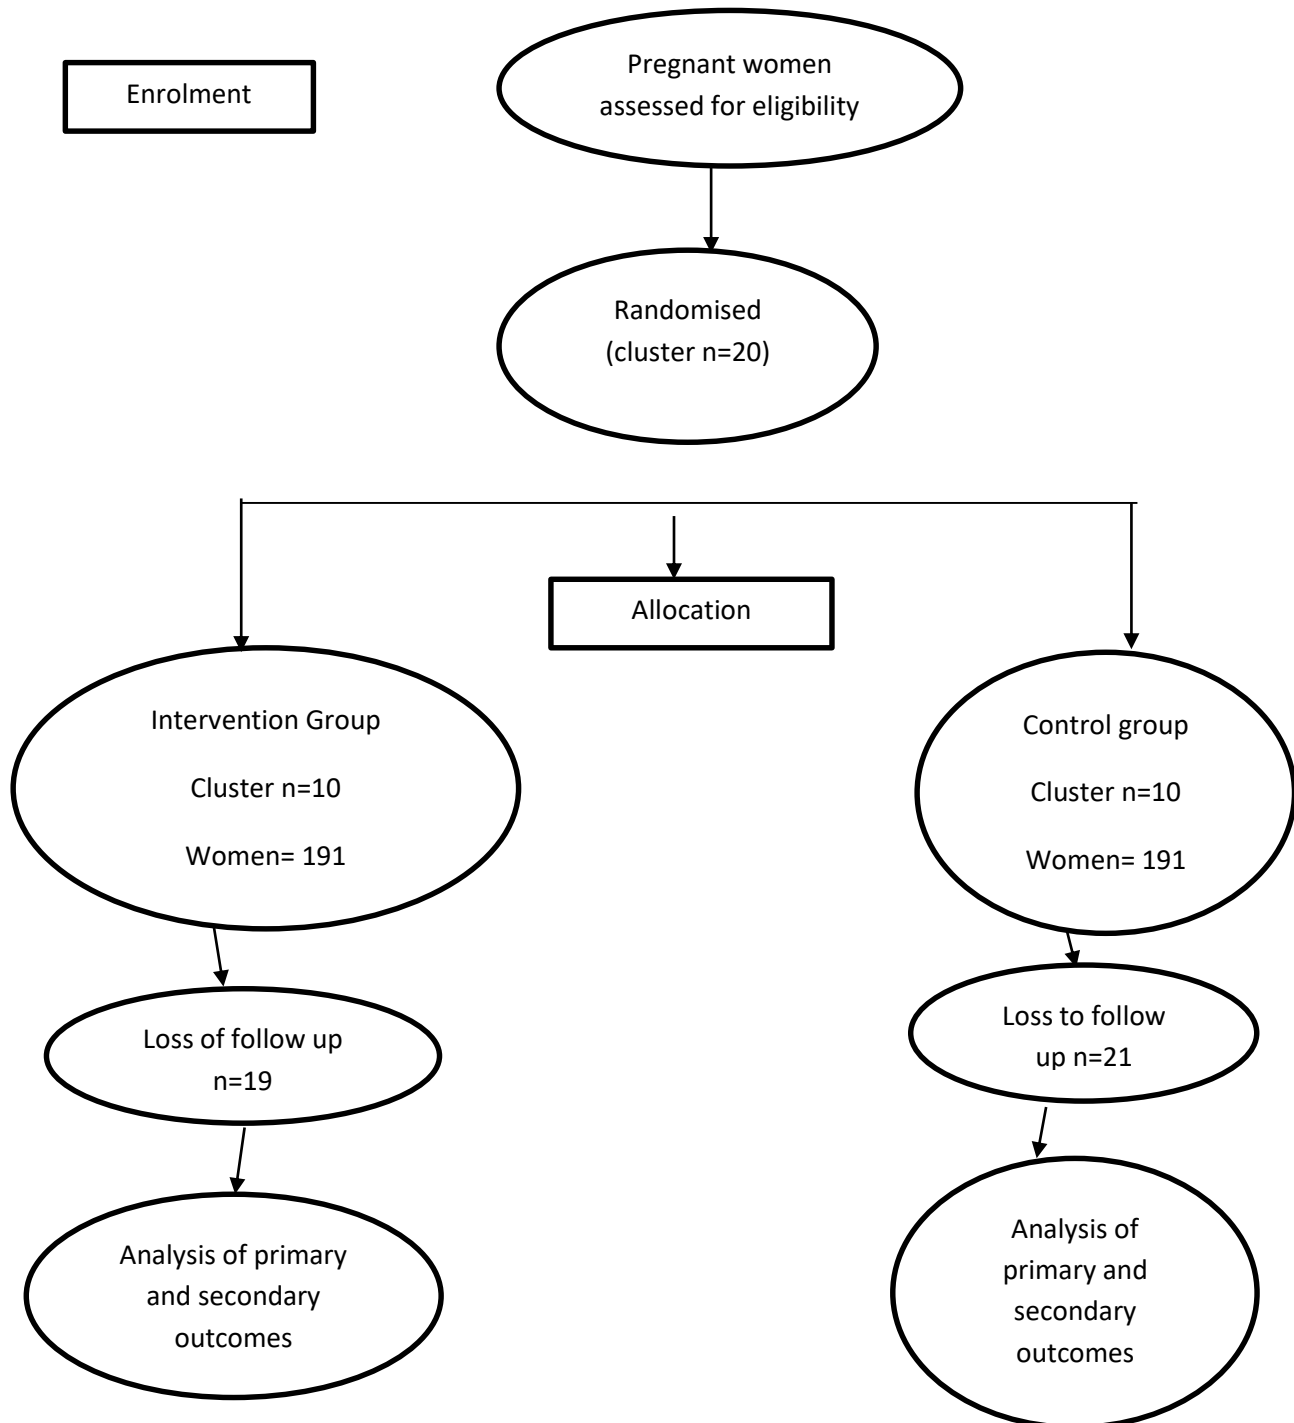 Enrolment
Pregnant women
assessed for eligibility
Randomised
(cluster n=20)
Allocation
Intervention Group
Cluster n=10
Women= 191
Control group
Cluster n=10
Women= 191
Loss of follow up
n=19
Loss to follow
up n=21
Analysis of primary
and secondary
outcomes
Analysis of
primary and
secondary
outcomes